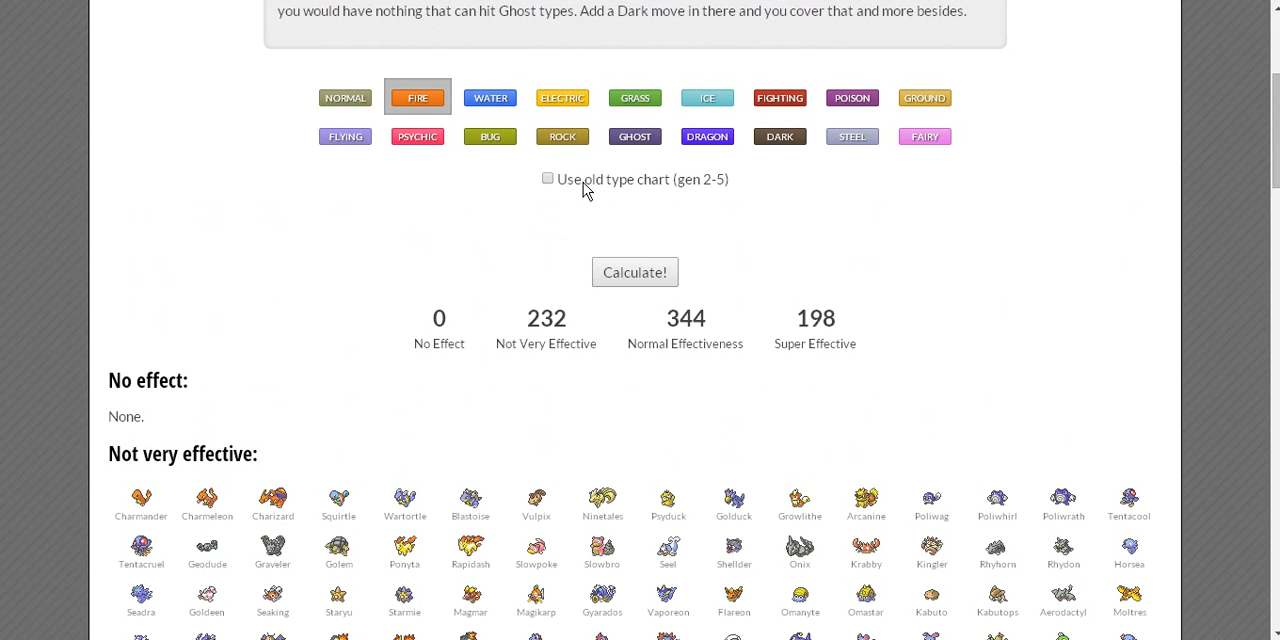 you would have nothing that can hit Ghost types. Add a Dark move in there and you cover that and more besides.
NORMAL FIRE WATER ELECTRIC GRASS ICE FIGHTING POISON GROUND
FLYING PSYCHIC BUG ROCK GHOST DRAGON DARK STEEL FAIRY
Use old type chart (gen 2-5)
Calculate!
0 232 344 198
No Effect Not Very Effective Normal Effectiveness Super Effective
No effect:
None.
Not very effective:
Charmander Charmeleon Charizard Squirtle Wartortle Blastoise Vulpix Ninetales Psyduck Golduck Growlithe Arcanine Poliwag Poliwhirl Poliwrath Tentacool
Tentacruel Geodude Graveler Golem Ponyta Rapidash Slowpoke Slowbro Seel Shellder Onix Krabby Kingler Rhyhorn Rhydon Horsea
Seadra Goldeen Seaking Staryu Starmie Magmar Magikarp Gyarados Vaporeon Flareon Omanyte Omastar Kabuto Kabutops Aerodactyl Moltres